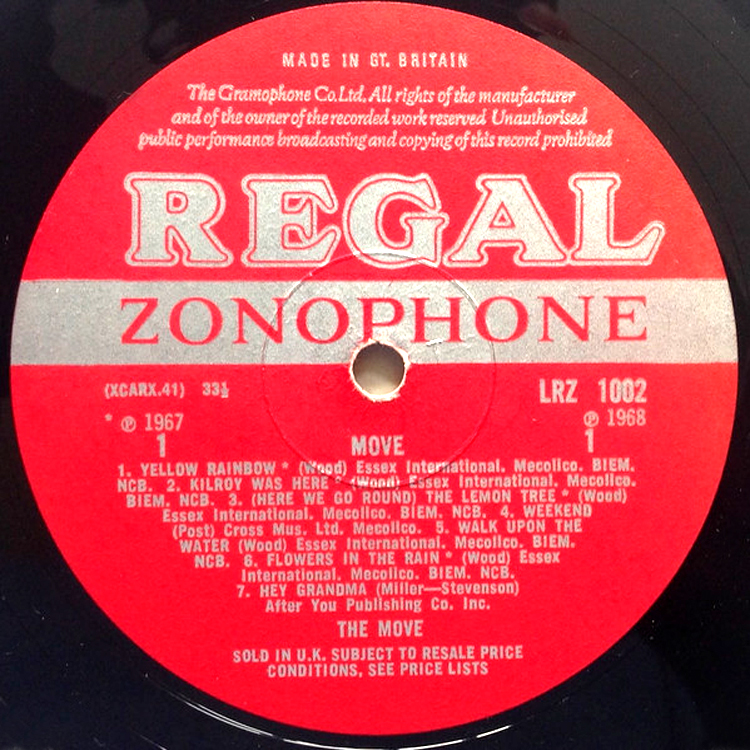 MADE IN GT. BRITAIN
The Gramophone Co. Ltd. All rights of the manufacturer
and of the owner of the recorded work reserved Unauthorised
public performance broadcasting and copying of this record prohibited
REGAL
ZONOPHONE
(XCARX.41) 33⅓ LRZ 1002
* ℗ 1967 ℗ 1968
1 MOVE 1
1. YELLOW RAINBOW * (Wood) Essex International. Mecolico. BIEM.
NCB. 2. KILROY WAS HERE * (Wood) Essex International. Mecolico.
BIEM. NCB. 3. (HERE WE GO ROUND) THE LEMON TREE * (Wood)
Essex International. Mecolico. BIEM. NCB. 4. WEEKEND
(Post) Cross Mus. Ltd. Mecolico. 5. WALK UPON THE
WATER (Wood) Essex International. Mecolico. BIEM.
NCB. 6. FLOWERS IN THE RAIN * (Wood) Essex
International. Mecolico. BIEM. NCB.
7. HEY GRANDMA (Miller—Stevenson)
After You Publishing Co. Inc.
THE MOVE
SOLD IN U.K. SUBJECT TO RESALE PRICE
CONDITIONS, SEE PRICE LISTS